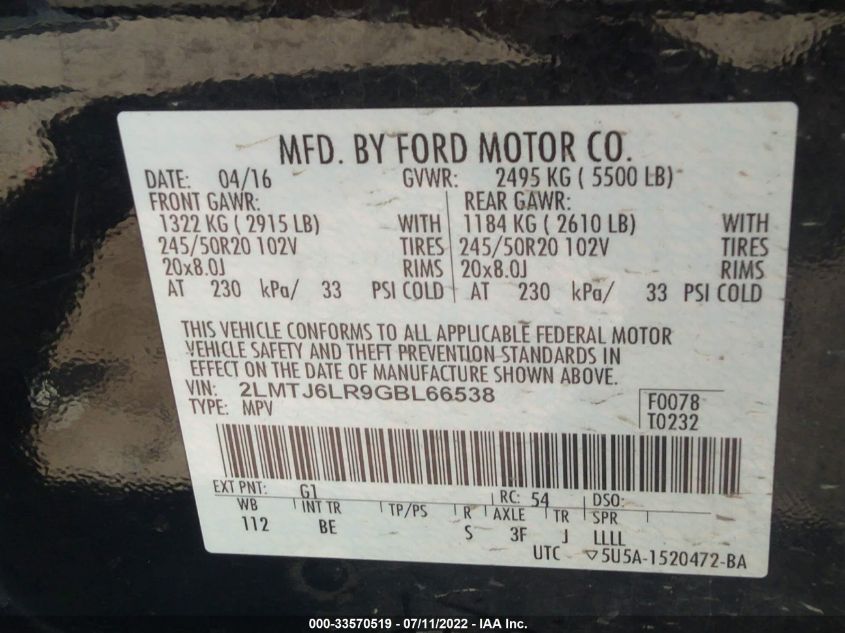 MFD. BY FORD MOTOR CO.
DATE: 04/16 GVWR: 2495 KG ( 5500 LB)
FRONT GAWR: REAR GAWR:
1322 KG ( 2915 LB) WITH 1184 KG ( 2610 LB) WITH
245/50R20 102V TIRES 245/50R20 102V TIRES
20x8.0J RIMS 20x8.0J RIMS
AT 230 kPa/ 33 PSI COLD AT 230 kPa/ 33 PSI COLD
THIS VEHICLE CONFORMS TO ALL APPLICABLE FEDERAL MOTOR
VEHICLE SAFETY AND THEFT PREVENTION STANDARDS IN
EFFECT ON THE DATE OF MANUFACTURE SHOWN ABOVE.
VIN: 2LMTJ6LR9GBL66538 F0078
TYPE: MPV T0232
EXT PNT: G1 RC: 54 DSO:
WB INT TR TP/PS R AXLE TR SPR
112 BE S 3F J LLLL
UTC ▽5U5A-1520472-BA
000-33570519 - 07/11/2022 - IAA Inc.